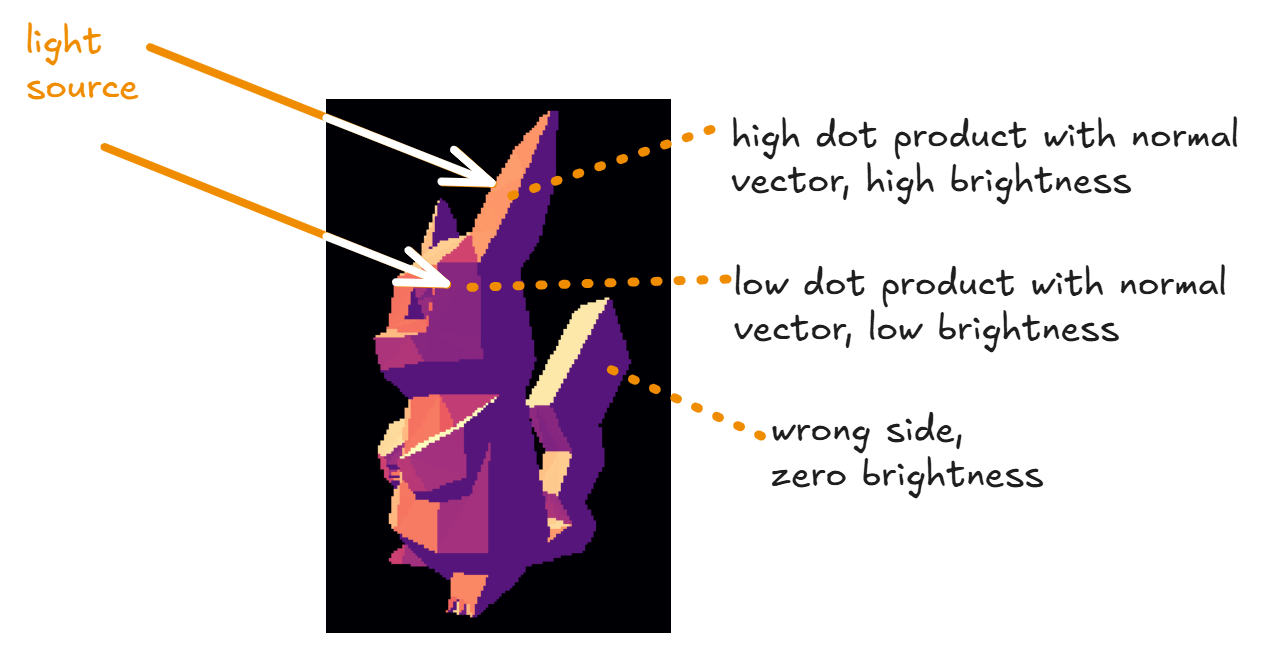 light
source
high dot product with normal
vector, high brightness
low dot product with normal
vector, low brightness
wrong side,
zero brightness